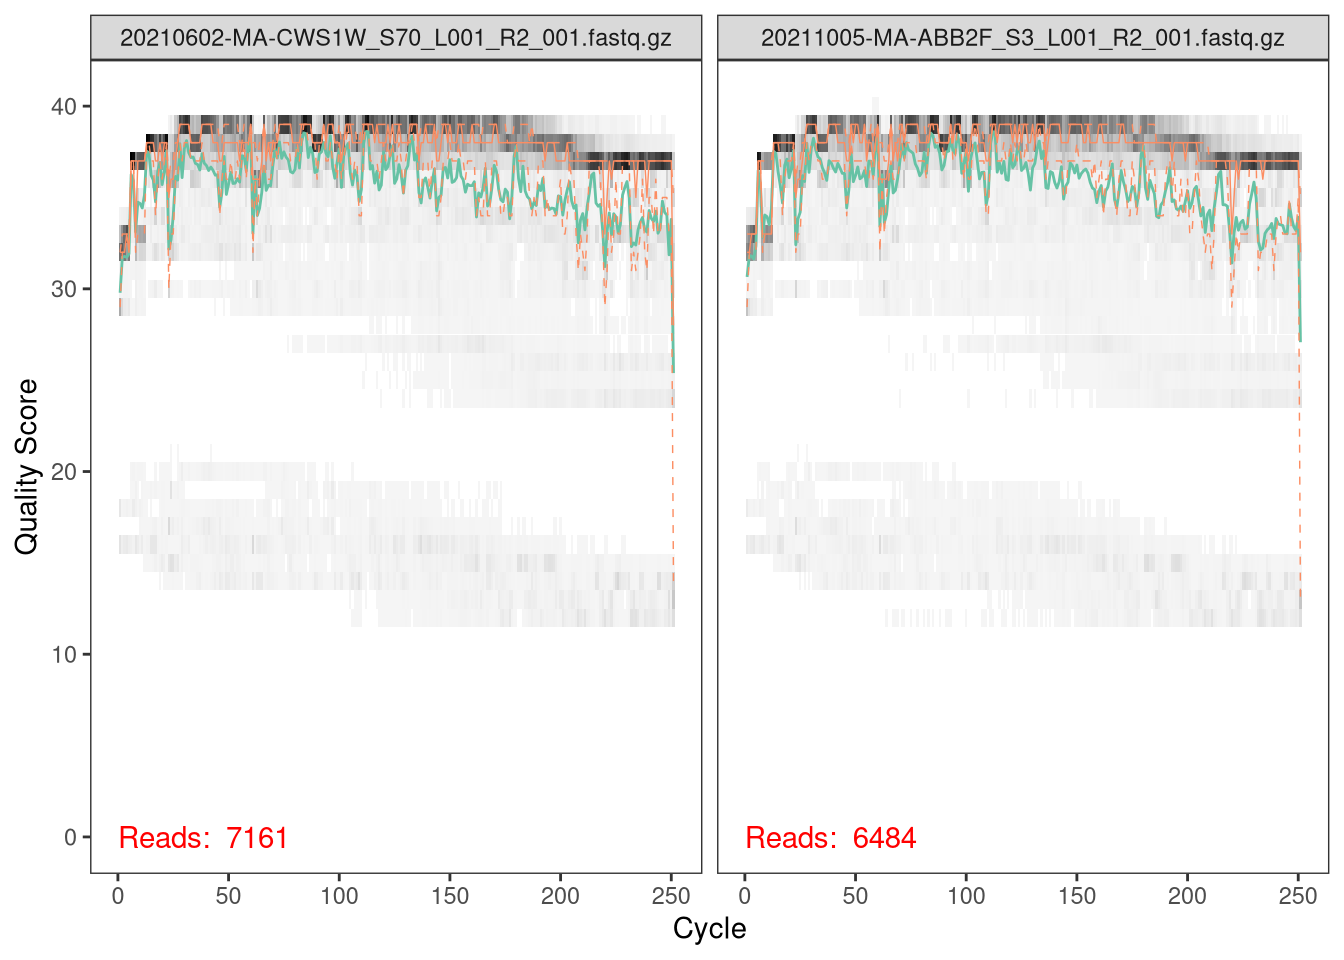 20210602-MA-CWS1W_S70_L001_R2_001.fastq.gz
20211005-MA-ABB2F_S3_L001_R2_001.fastq.gz
Quality Score
40
30
20
10
0
Reads: 7161
Reads: 6484
0 50 100 150 200 250
0 50 100 150 200 250
Cycle